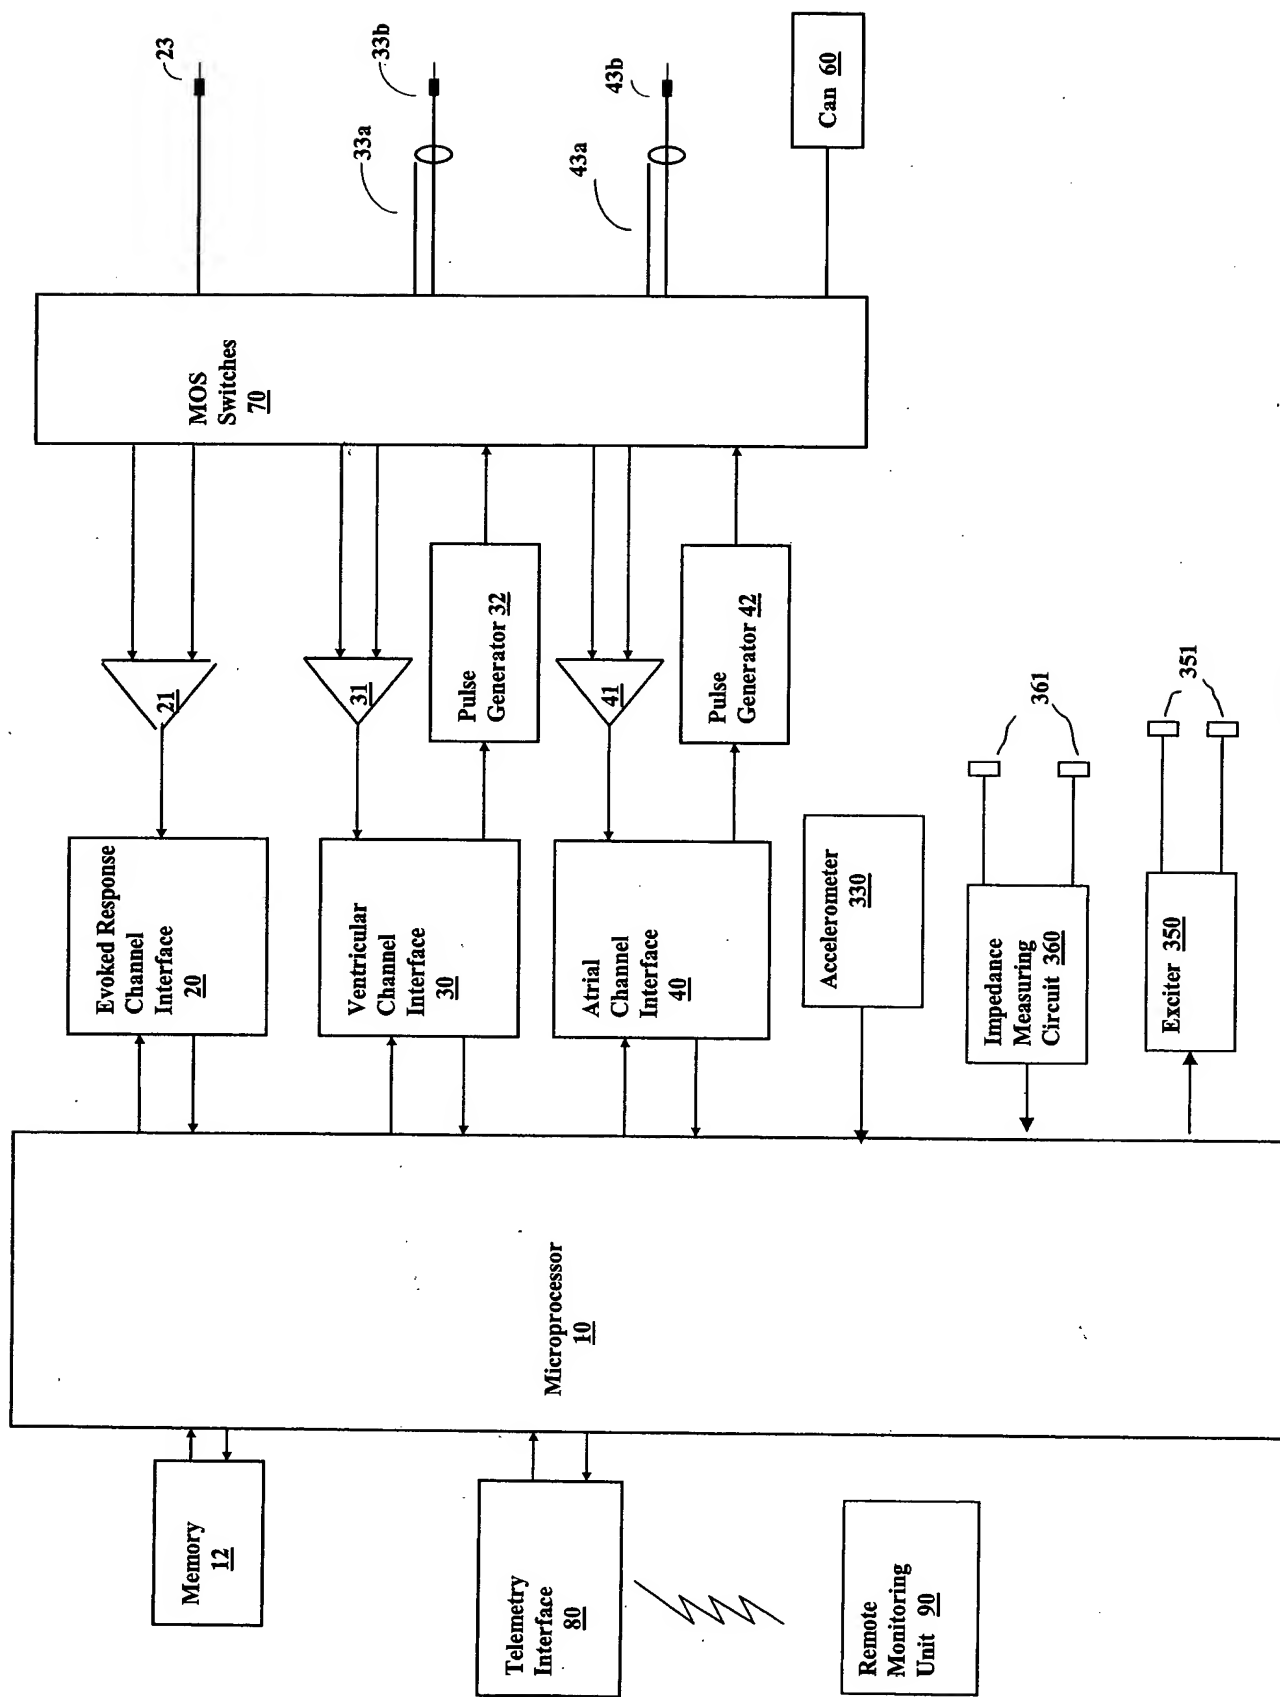 Memory
12
Telemetry
Interface
80
Remote
Monitoring
Unit 90
Microprocessor
10
Evoked Response
Channel
Interface
20
21
Ventricular
Channel
Interface
30
31
Pulse
Generator 32
Atrial
Channel
Interface
40
41
Pulse
Generator 42
Accelerometer
330
Impedance
Measuring
Circuit 360
361
Exciter 350
351
MOS
Switches
70
23
33a
33b
43a
43b
Can 60